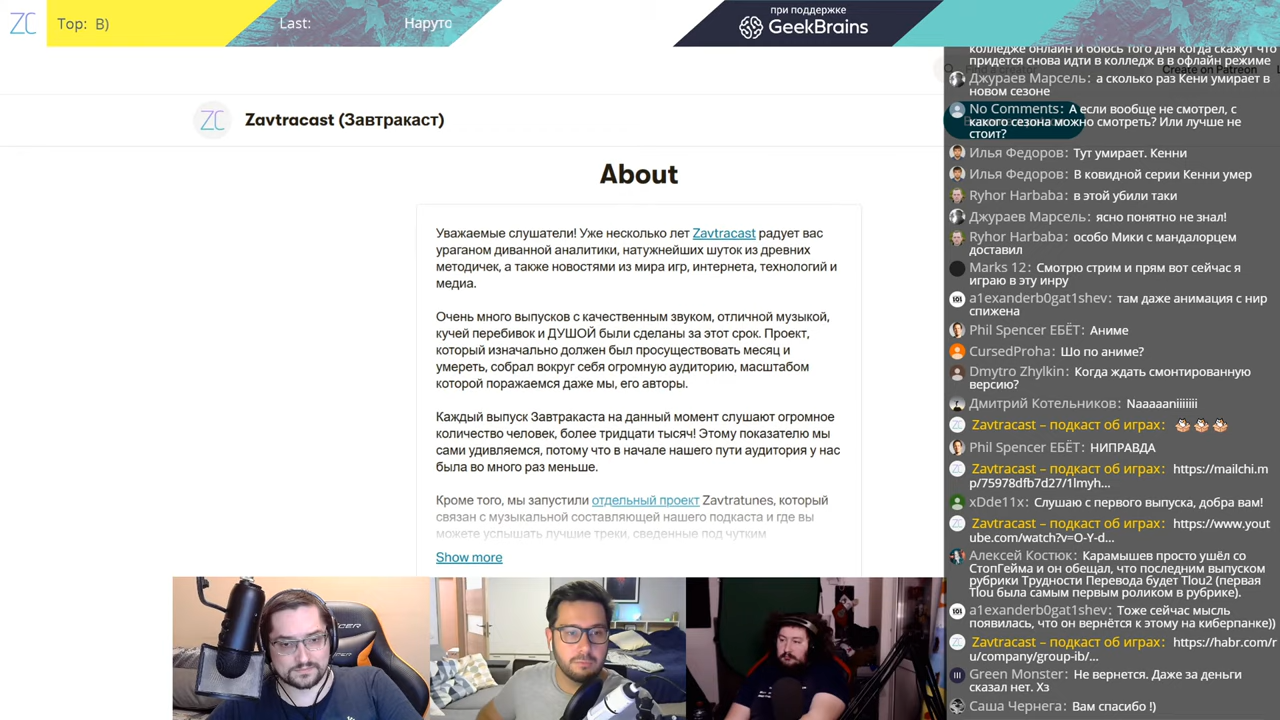 ZC
Top: B)
Last:
Наруто
при поддержке
GeekBrains
Create on Patreon
ZC
Zavtracast (Завтракаст)
About
Уважаемые слушатели! Уже несколько лет Zavtracast радует вас
ураганом диванной аналитики, натужнейших шуток из древних
методичек, а также новостями из мира игр, интернета, технологий и
медиа.
Очень много выпусков с качественным звуком, отличной музыкой,
кучей перебивок и ДУШОЙ были сделаны за этот срок. Проект,
который изначально должен был просуществовать месяц и
умереть, собрал вокруг себя огромную аудиторию, масштабом
которой поражаемся даже мы, его авторы.
Каждый выпуск Завтракаста на данный момент слушают огромное
количество человек, более тридцати тысяч! Этому показателю мы
сами удивляемся, потому что в начале нашего пути аудитория у нас
была во много раз меньше.
Кроме того, мы запустили отдельный проект Zavtratunes, который
связан с музыкальной составляющей нашего подкаста и где вы
можете услышать лучшие треки, сведенные под чутким
Show more
колледже онлайн и боюсь того дня когда скажут что
придется снова идти в колледж в в офлайн режиме
Джураев Марсель: а сколько раз Кени умирает в
новом сезоне
No Comments: А если вообще не смотрел, с
какого сезона можно смотреть? Или лучше не
стоит?
Илья Федоров: Тут умирает. Кенни
Илья Федоров: В ковидной серии Кенни умер
Ryhor Harbaba: в этой убили таки
Джураев Марсель: ясно понятно не знал!
Ryhor Harbaba: особо Мики с мандалорцем
доставил
Marks 12: Смотрю стрим и прям вот сейчас я
играю в эту инру
a1exanderb0gat1shev: там даже анимация с нир
спижена
Phil Spencer ЕБЁТ: Аниме
CursedProha: Шо по аниме?
Dmytro Zhylkin: Когда ждать смонтированную
версию?
Дмитрий Котельников: Naaaaaniiiiiii
Zavtracast – подкаст об играх:
Phil Spencer ЕБЁТ: НИПРАВДА
Zavtracast – подкаст об играх: https://mailchi.m
p/75978dfb7d27/1lmyh...
xDde11x: Слушаю с первого выпуска, добра вам!
Zavtracast – подкаст об играх: https://www.yout
ube.com/watch?v=O-Y-d...
Алексей Костюк: Карамышев просто ушёл со
СтопГейма и он обещал, что последним выпуском
рубрики Трудности Перевода будет Tlou2 (первая
Tlou была самым первым роликом в рубрике).
a1exanderb0gat1shev: Тоже сейчас мысль
появилась, что он вернётся к этому на киберпанке))
Zavtracast – подкаст об играх: https://habr.com/r
u/company/group-ib/...
Green Monster: Не вернется. Даже за деньги
сказал нет. Хз
Саша Чернега: Вам спасибо !)